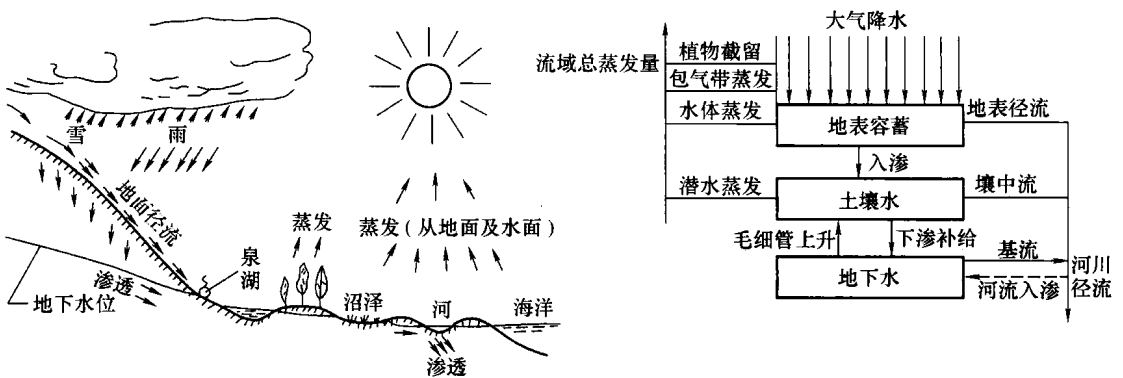 雪
雨
地面径流
泉
湖
渗透
地下水位
蒸发
蒸发(从地面及水面)
沼泽
河
海洋
渗透
大气降水
流域总蒸发量
植物截留
包气带蒸发
水体蒸发
地表容蓄
地表径流
入渗
潜水蒸发
土壤水
壤中流
毛细管上升
下渗补给
基流
地下水
河流入渗
河川
径流